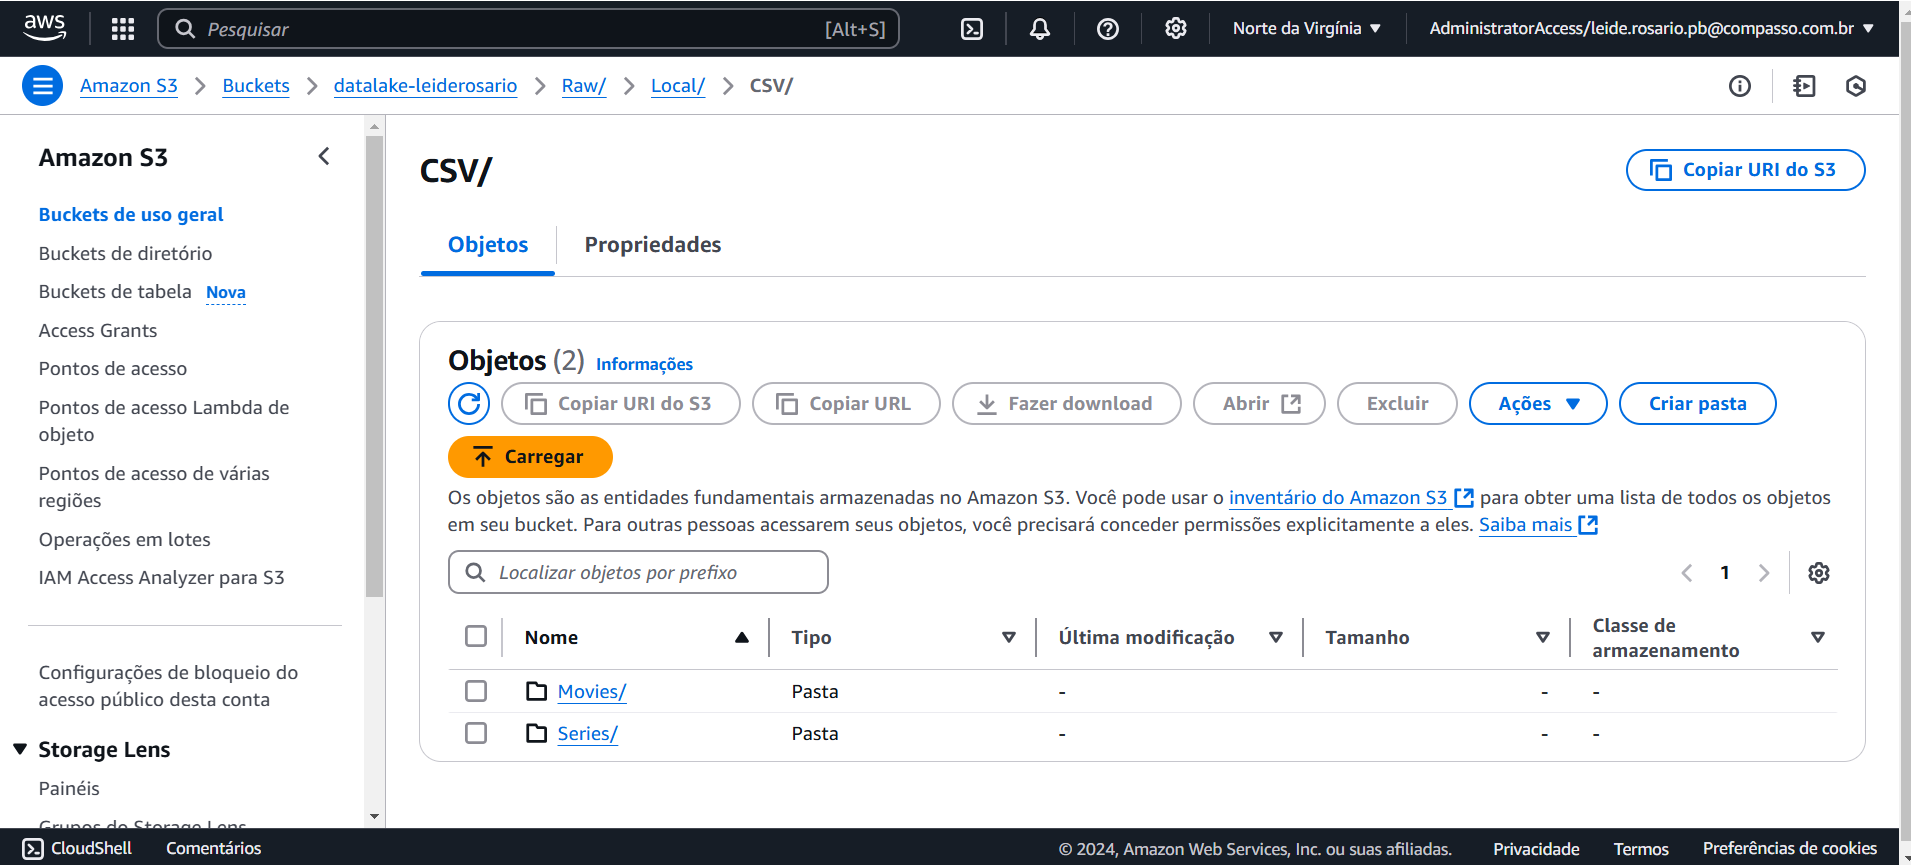 aws
Pesquisar [Alt+S]
Norte da Virgínia
AdministratorAccess/leide.rosario.pb@compasso.com.br
Amazon S3 > Buckets > datalake-leiderosario > Raw/ > Local/ > CSV/
Amazon S3
Buckets de uso geral
Buckets de diretório
Buckets de tabela Nova
Access Grants
Pontos de acesso
Pontos de acesso Lambda de
objeto
Pontos de acesso de várias
regiões
Operações em lotes
IAM Access Analyzer para S3
Configurações de bloqueio do
acesso público desta conta
Storage Lens
Painéis
Grupos do Storage Lens
CSV/
Copiar URI do S3
Objetos
Propriedades
Objetos (2) Informações
Copiar URI do S3
Copiar URL
Fazer download
Abrir
Excluir
Ações
Criar pasta
Carregar
Os objetos são as entidades fundamentais armazenadas no Amazon S3. Você pode usar o inventário do Amazon S3 para obter uma lista de todos os objetos
em seu bucket. Para outras pessoas acessarem seus objetos, você precisará conceder permissões explicitamente a eles. Saiba mais
Localizar objetos por prefixo
1
Nome
Tipo
Última modificação
Tamanho
Classe de
armazenamento
Movies/ Pasta - - -
Series/ Pasta - - -
CloudShell
Comentários
© 2024, Amazon Web Services, Inc. ou suas afiliadas.
Privacidade
Termos
Preferências de cookies